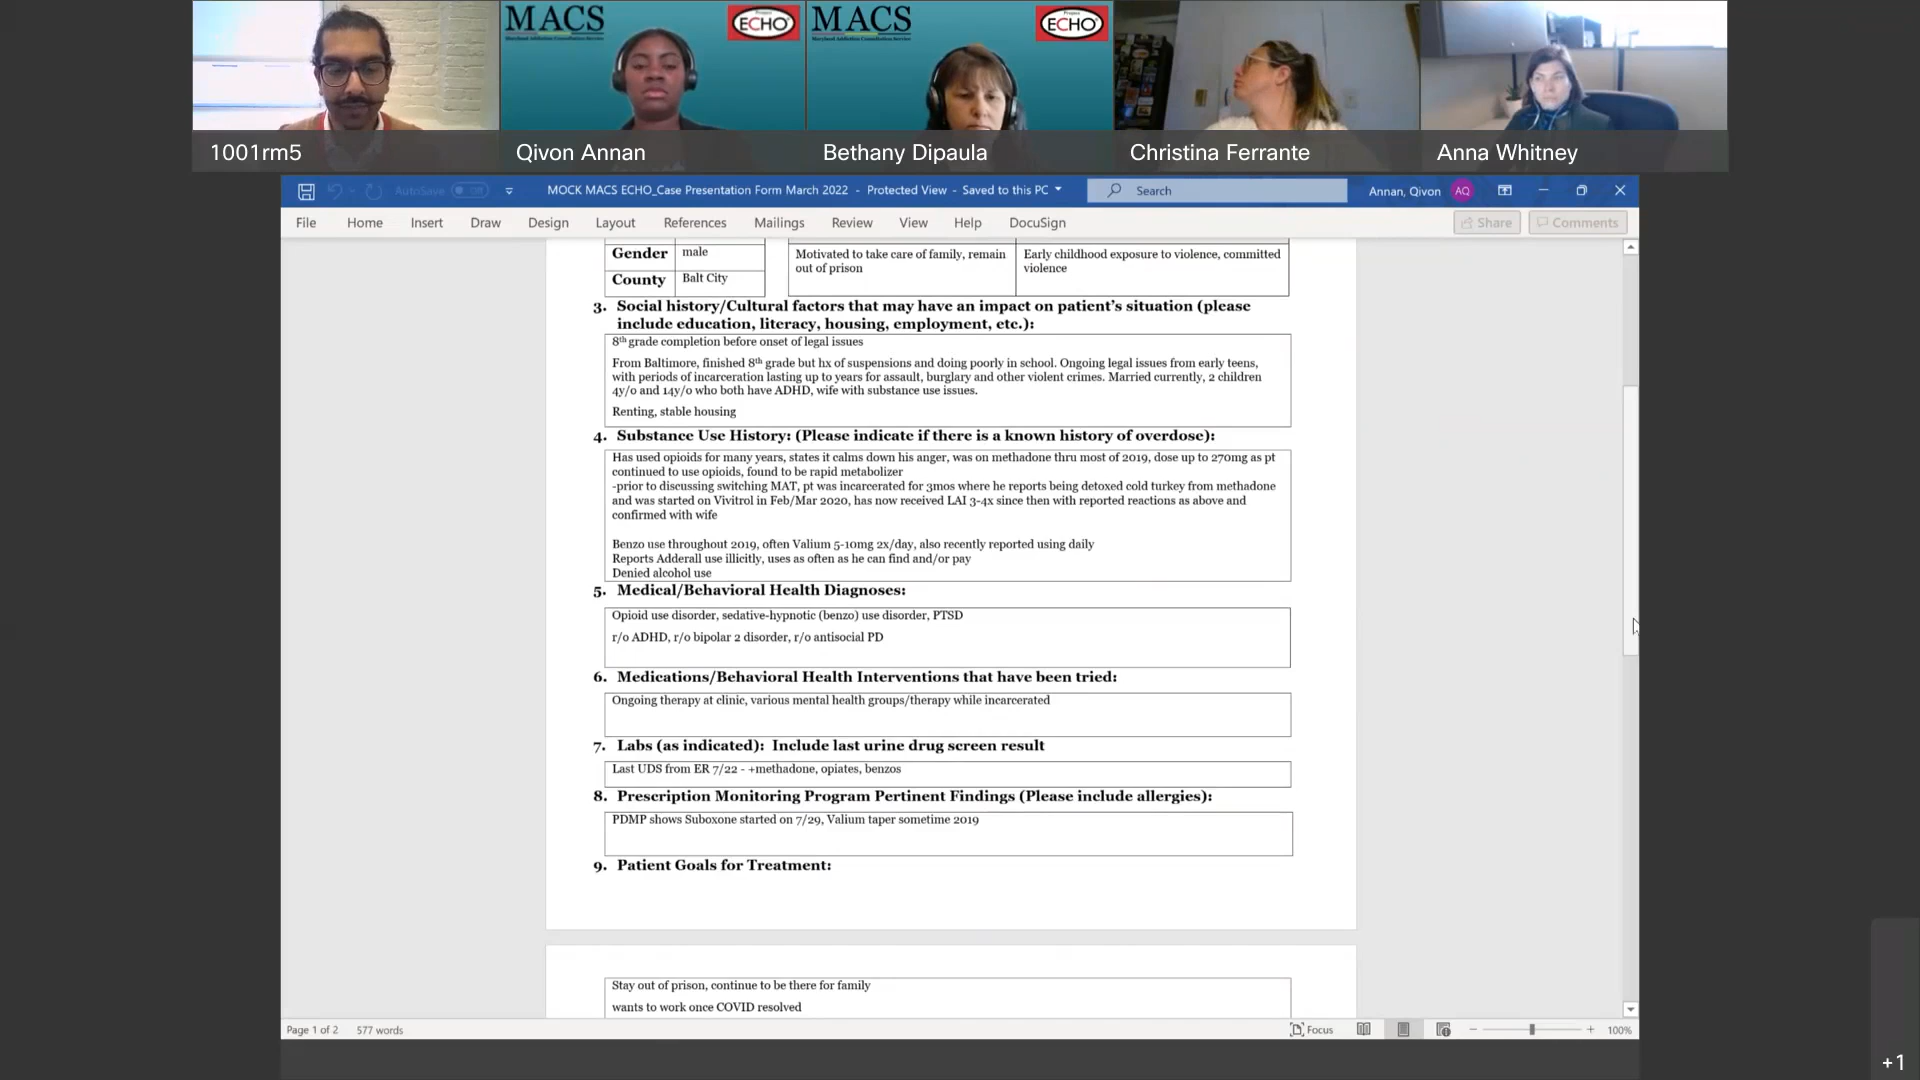 MACS
Maryland Addiction Consultation Service
Project
ECHO
MACS
Maryland Addiction Consultation Service
Project
ECHO
1001rm5
Qivon Annan
Bethany Dipaula
Christina Ferrante
Anna Whitney
AutoSave Off
MOCK MACS ECHO_Case Presentation Form March 2022 - Protected View - Saved to this PC
Search
Annan, Qivon
AQ
File Home Insert Draw Design Layout References Mailings Review View Help DocuSign
Share
Comments
Gender male
County Balt City
Motivated to take care of family, remain
out of prison
Early childhood exposure to violence, committed
violence
3. Social history/Cultural factors that may have an impact on patient's situation (please
include education, literacy, housing, employment, etc.):
8th grade completion before onset of legal issues
From Baltimore, finished 8th grade but hx of suspensions and doing poorly in school. Ongoing legal issues from early teens,
with periods of incarceration lasting up to years for assault, burglary and other violent crimes. Married currently, 2 children
4y/o and 14y/o who both have ADHD, wife with substance use issues.
Renting, stable housing
4. Substance Use History: (Please indicate if there is a known history of overdose):
Has used opioids for many years, states it calms down his anger, was on methadone thru most of 2019, dose up to 270mg as pt
continued to use opioids, found to be rapid metabolizer
-prior to discussing switching MAT, pt was incarcerated for 3mos where he reports being detoxed cold turkey from methadone
and was started on Vivitrol in Feb/Mar 2020, has now received LAI 3-4x since then with reported reactions as above and
confirmed with wife
Benzo use throughout 2019, often Valium 5-10mg 2x/day, also recently reported using daily
Reports Adderall use illicitly, uses as often as he can find and/or pay
Denied alcohol use
5. Medical/Behavioral Health Diagnoses:
Opioid use disorder, sedative-hypnotic (benzo) use disorder, PTSD
r/o ADHD, r/o bipolar 2 disorder, r/o antisocial PD
6. Medications/Behavioral Health Interventions that have been tried:
Ongoing therapy at clinic, various mental health groups/therapy while incarcerated
7. Labs (as indicated): Include last urine drug screen result
Last UDS from ER 7/22 - +methadone, opiates, benzos
8. Prescription Monitoring Program Pertinent Findings (Please include allergies):
PDMP shows Suboxone started on 7/29, Valium taper sometime 2019
9. Patient Goals for Treatment:
Stay out of prison, continue to be there for family
wants to work once COVID resolved
Page 1 of 2 577 words
Focus
100%
+1